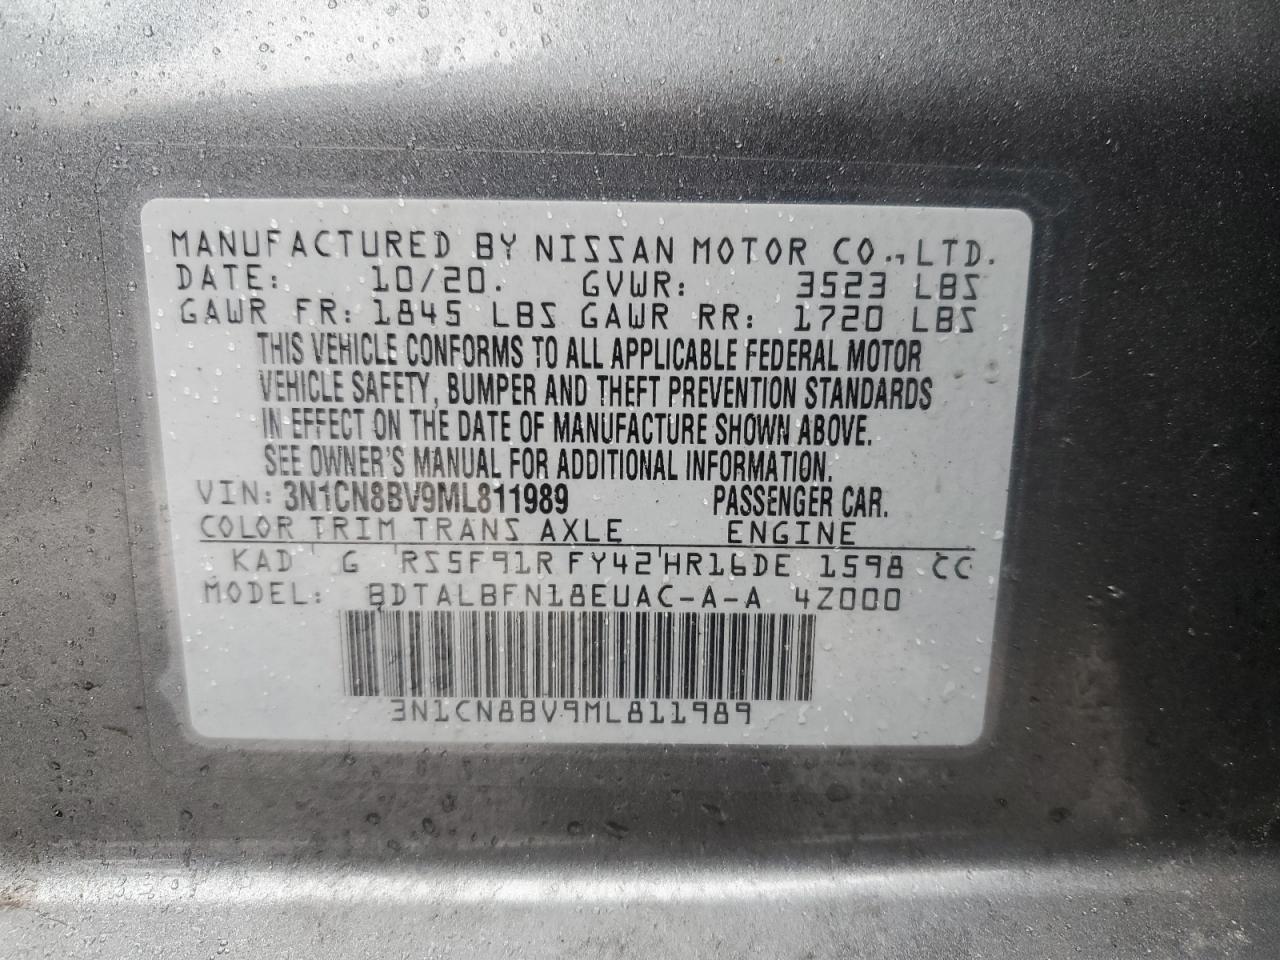 MANUFACTURED BY NISSAN MOTOR CO., LTD.
DATE: 10/20. GVWR: 3523 LBS
GAWR FR: 1845 LBS GAWR RR: 1720 LBS
THIS VEHICLE CONFORMS TO ALL APPLICABLE FEDERAL MOTOR
VEHICLE SAFETY, BUMPER AND THEFT PREVENTION STANDARDS
IN EFFECT ON THE DATE OF MANUFACTURE SHOWN ABOVE.
SEE OWNER'S MANUAL FOR ADDITIONAL INFORMATION.
VIN: 3N1CN8BV9ML811989 PASSENGER CAR.
COLOR TRIM TRANS AXLE ENGINE
KAD ' G RS5F91R FY42'HR16DE 1598 CC
MODEL: BDTALBFN18EUAC-A-A 4Z000
3N1CN8BV9ML811989